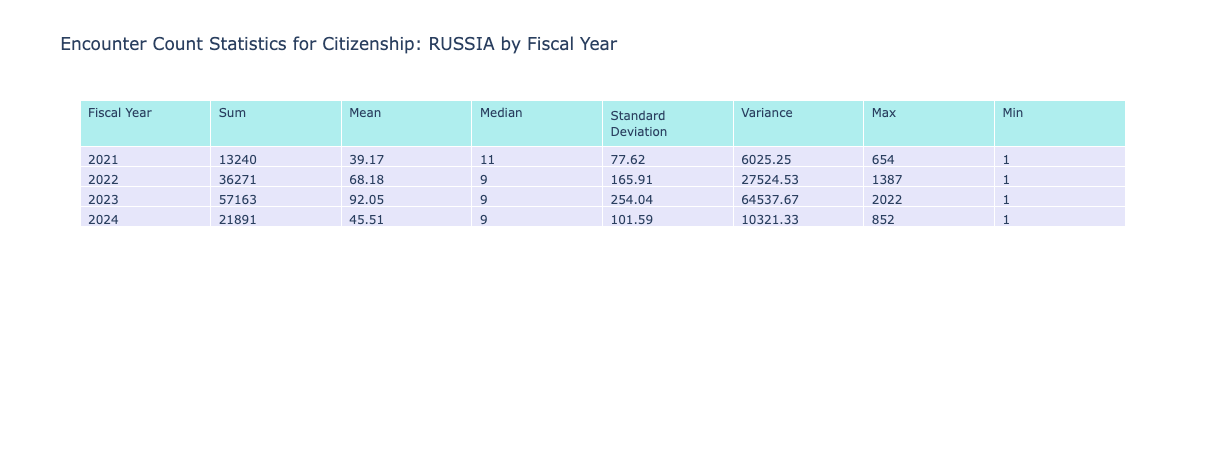 Encounter Count Statistics for Citizenship: RUSSIA by Fiscal Year
Fiscal Year Sum Mean Median Standard Deviation Variance Max Min
2021 13240 39.17 11 77.62 6025.25 654 1
2022 36271 68.18 9 165.91 27524.53 1387 1
2023 57163 92.05 9 254.04 64537.67 2022 1
2024 21891 45.51 9 101.59 10321.33 852 1